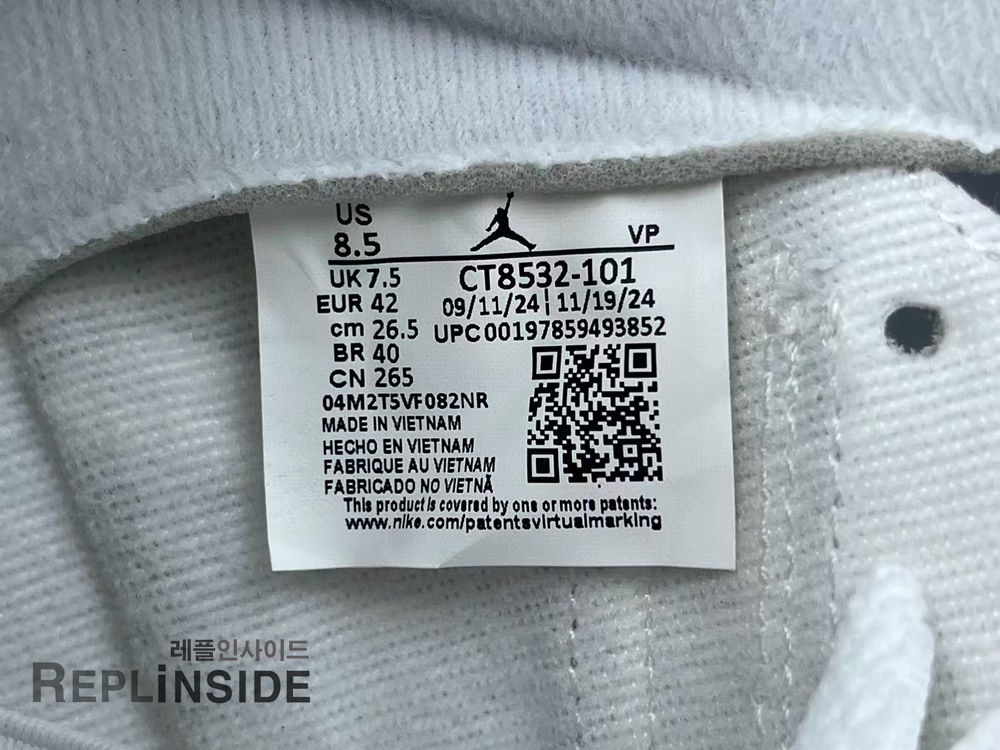 US
8.5
VP
UK 7.5
CT8532-101
EUR 42
09/11/24 | 11/19/24
cm 26.5
UPC 00197859493852
BR 40
CN 265
04M2T5VF082NR
MADE IN VIETNAM
HECHO EN VIETNAM
FABRIQUE AU VIETNAM
FABRICADO NO VIETNÃ
This product is covered by one or more patents:
www.nike.com/patentsvirtualmarking
레플인사이드
REPLiNSIDE